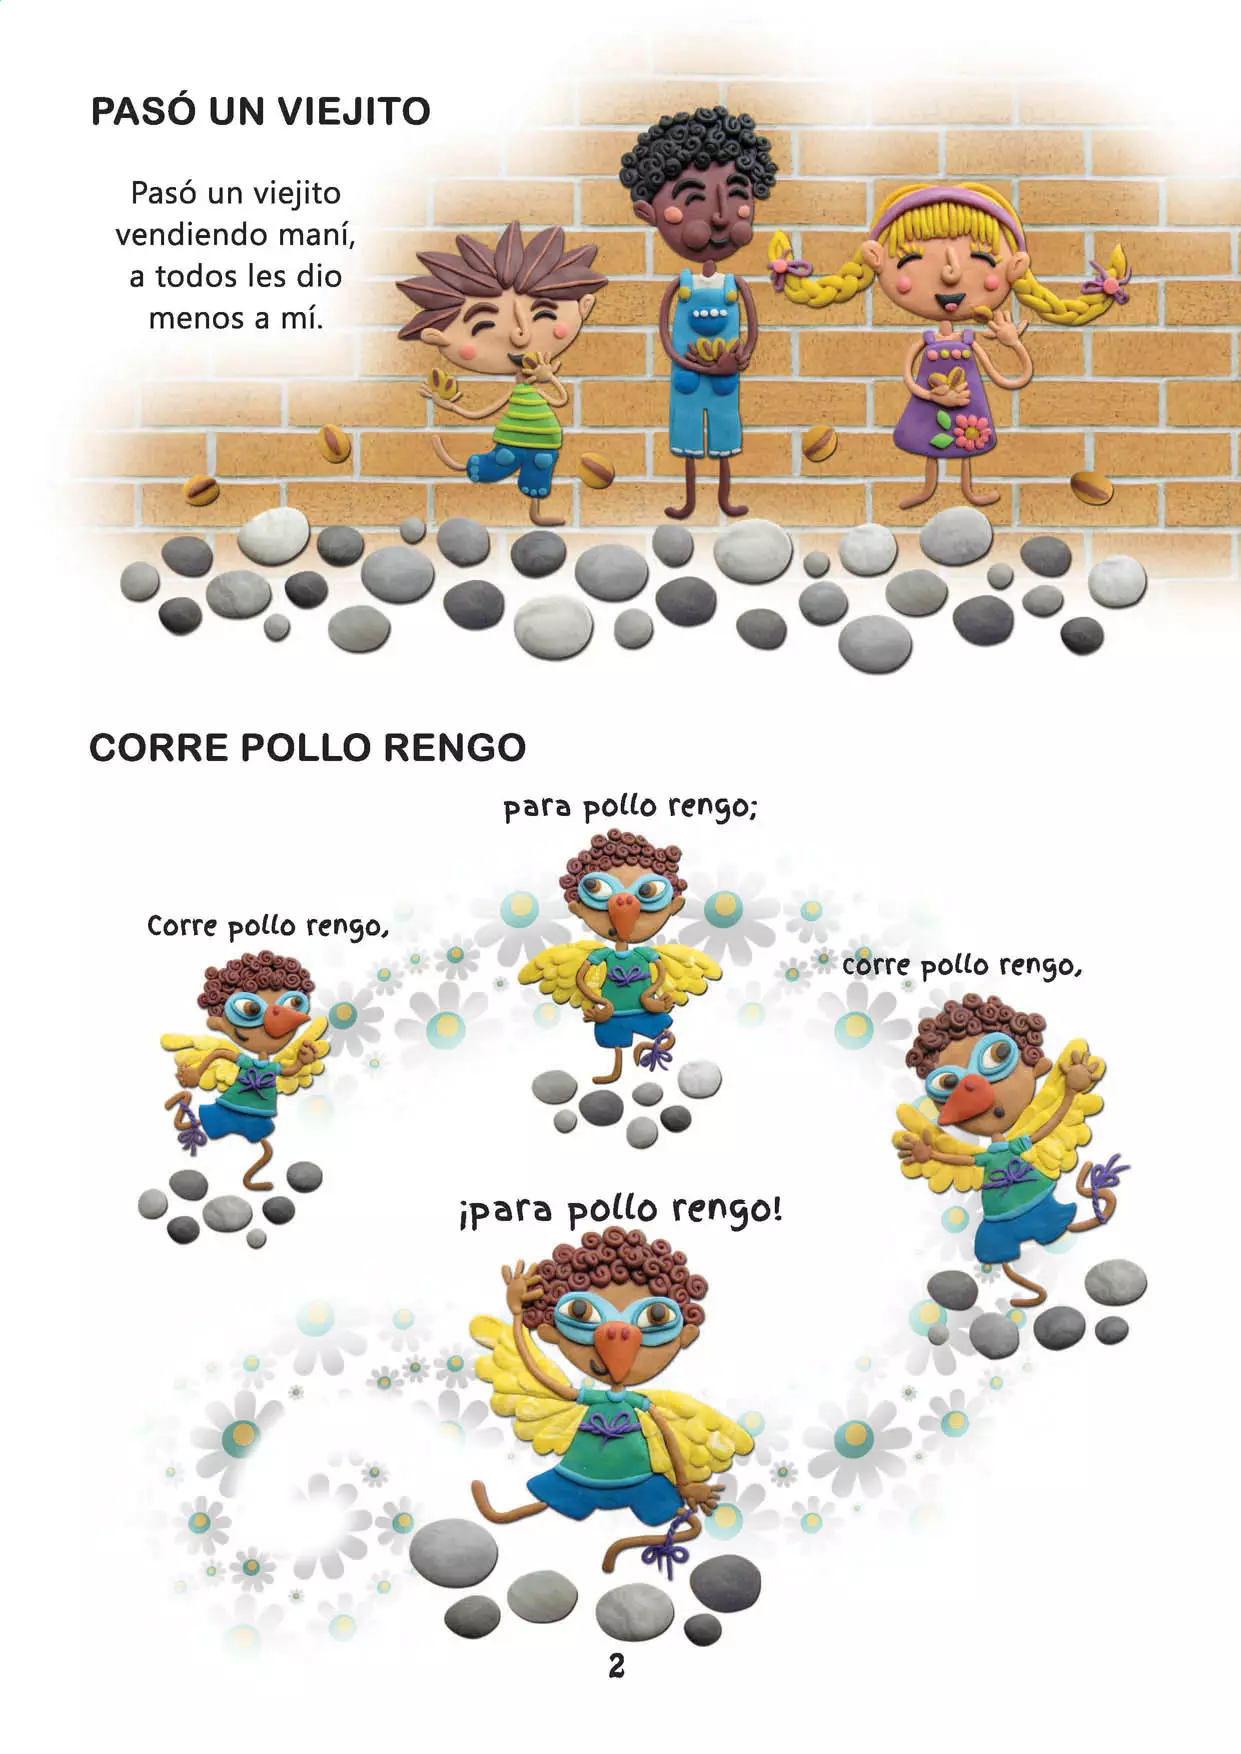 PASÓ UN VIEJITO
Pasó un viejito
vendiendo maní,
a todos les dio
menos a mí.
CORRE POLLO RENGO
Corre pollo rengo,
para pollo rengo;
corre pollo rengo,
¡para pollo rengo!
2